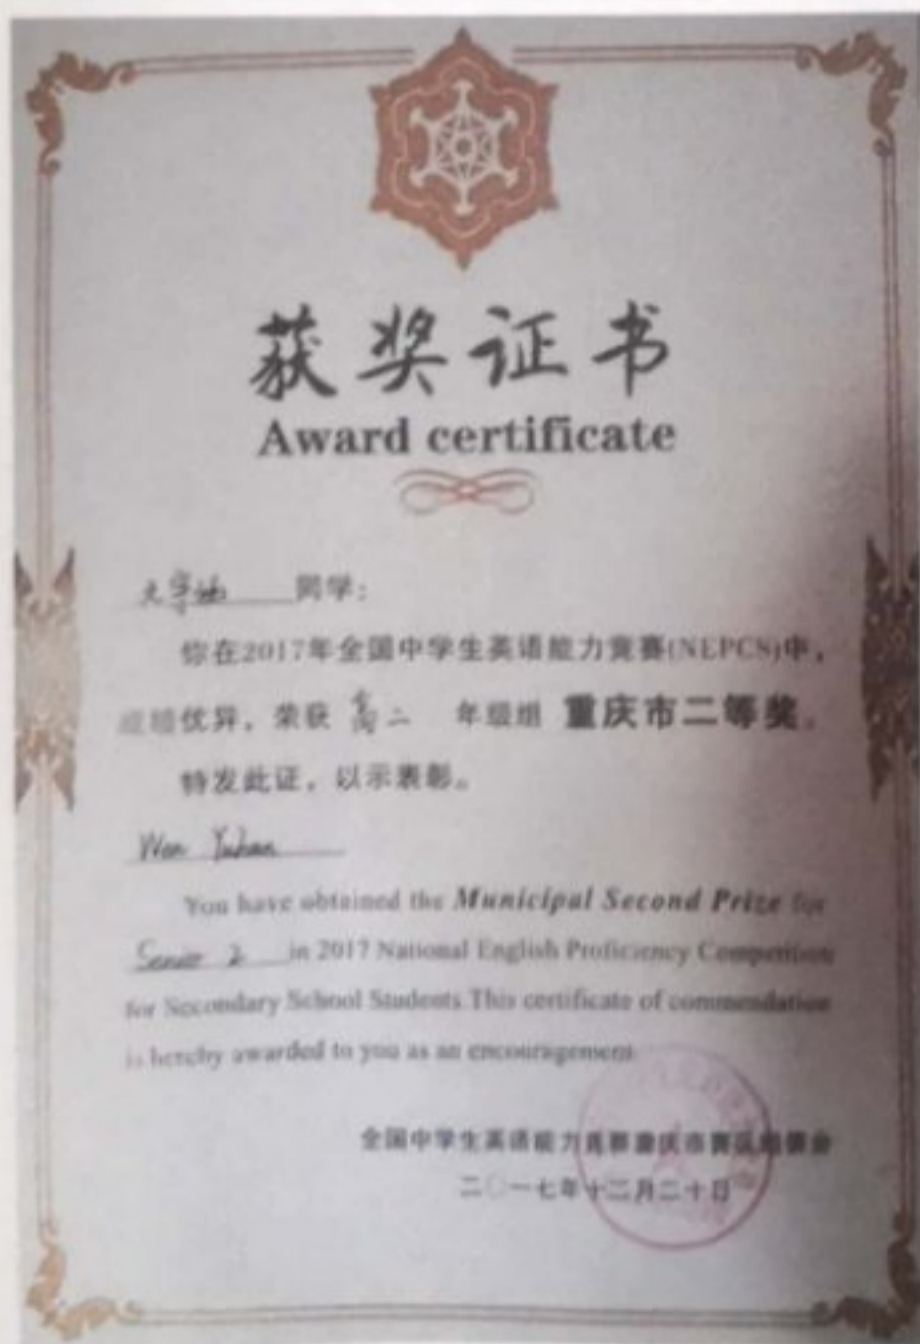 获奖证书
Award certificate
文宇涵 同学:
你在2017年全国中学生英语能力竞赛(NEPCS)中,
成绩优异,荣获 高二 年级组 重庆市二等奖。
特发此证,以示表彰。
Wen Yuhan
You have obtained the Municipal Second Prize for
Senior 2 in 2017 National English Proficiency Competition
for Secondary School Students.This certificate of commendation
is hereby awarded to you as an encouragement.
全国中学生英语能力竞赛重庆市赛区组委会
二〇一七年十二月二十日